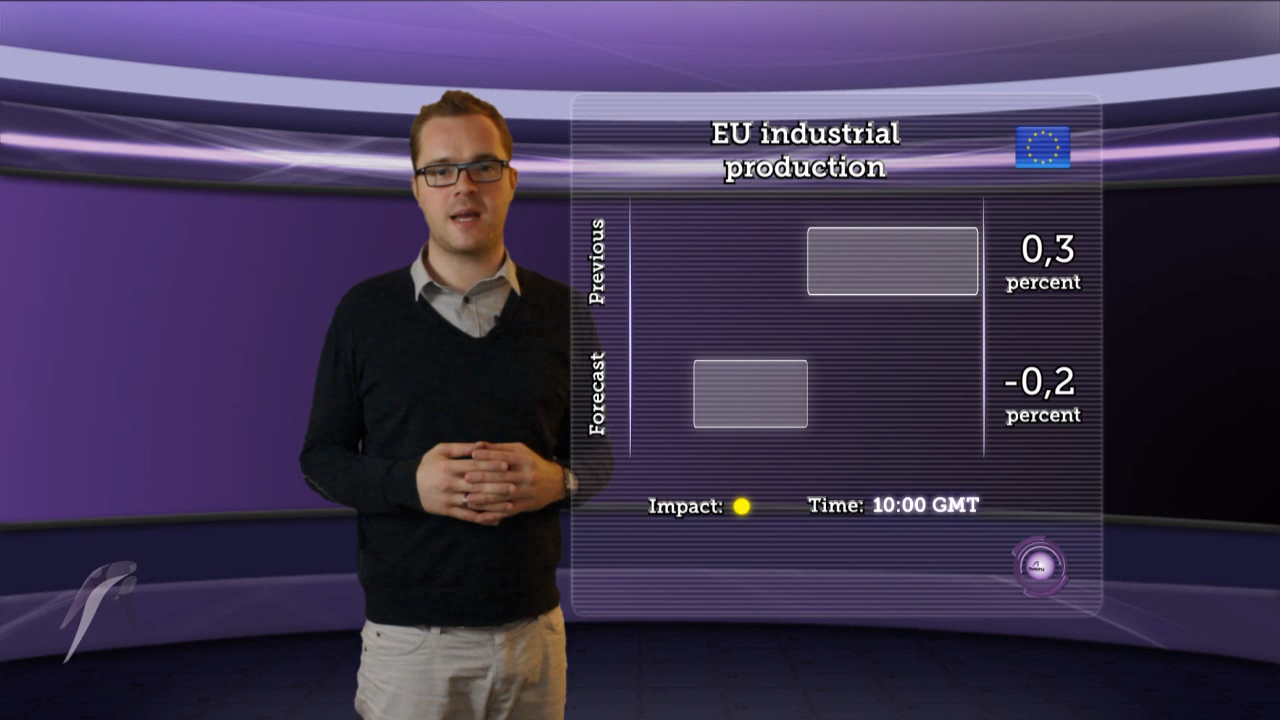 EU industrial
production
Previous
0,3
percent
Forecast
-0,2
percent
Impact:
Time: 10:00 GMT